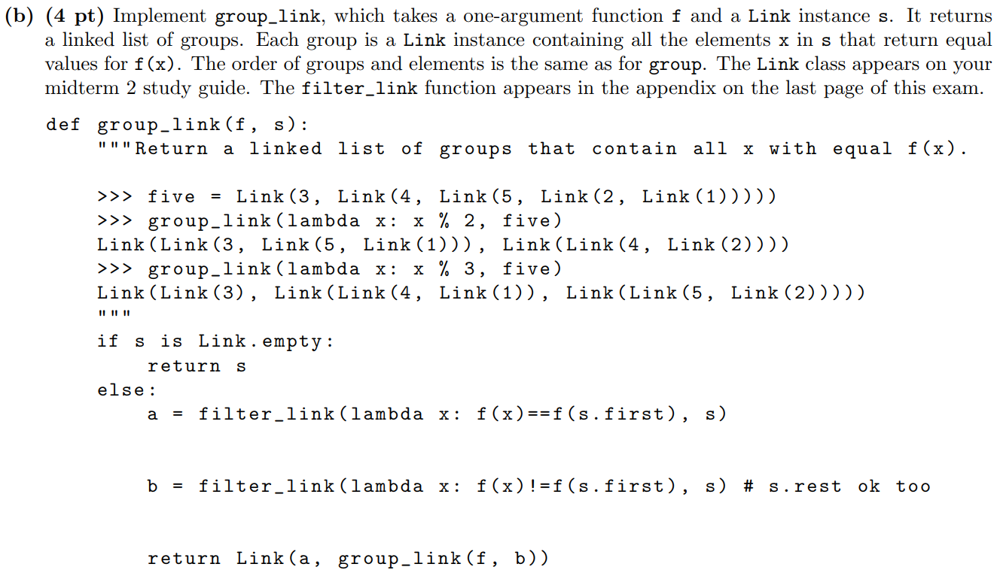 (b) (4 pt) Implement group_link, which takes a one-argument function f and a Link instance s. It returns
a linked list of groups. Each group is a Link instance containing all the elements x in s that return equal
values for f(x). The order of groups and elements is the same as for group. The Link class appears on your
midterm 2 study guide. The filter_link function appears in the appendix on the last page of this exam.
def group_link(f, s):
    """Return a linked list of groups that contain all x with equal f(x).
    >>> five = Link(3, Link(4, Link(5, Link(2, Link(1)))))
    >>> group_link(lambda x: x % 2, five)
    Link(Link(3, Link(5, Link(1))), Link(Link(4, Link(2))))
    >>> group_link(lambda x: x % 3, five)
    Link(Link(3), Link(Link(4, Link(1)), Link(Link(5, Link(2)))))
    """
    if s is Link.empty:
        return s
    else:
        a = filter_link(lambda x: f(x)==f(s.first), s)
        b = filter_link(lambda x: f(x)!=f(s.first), s) # s.rest ok too
        return Link(a, group_link(f, b))